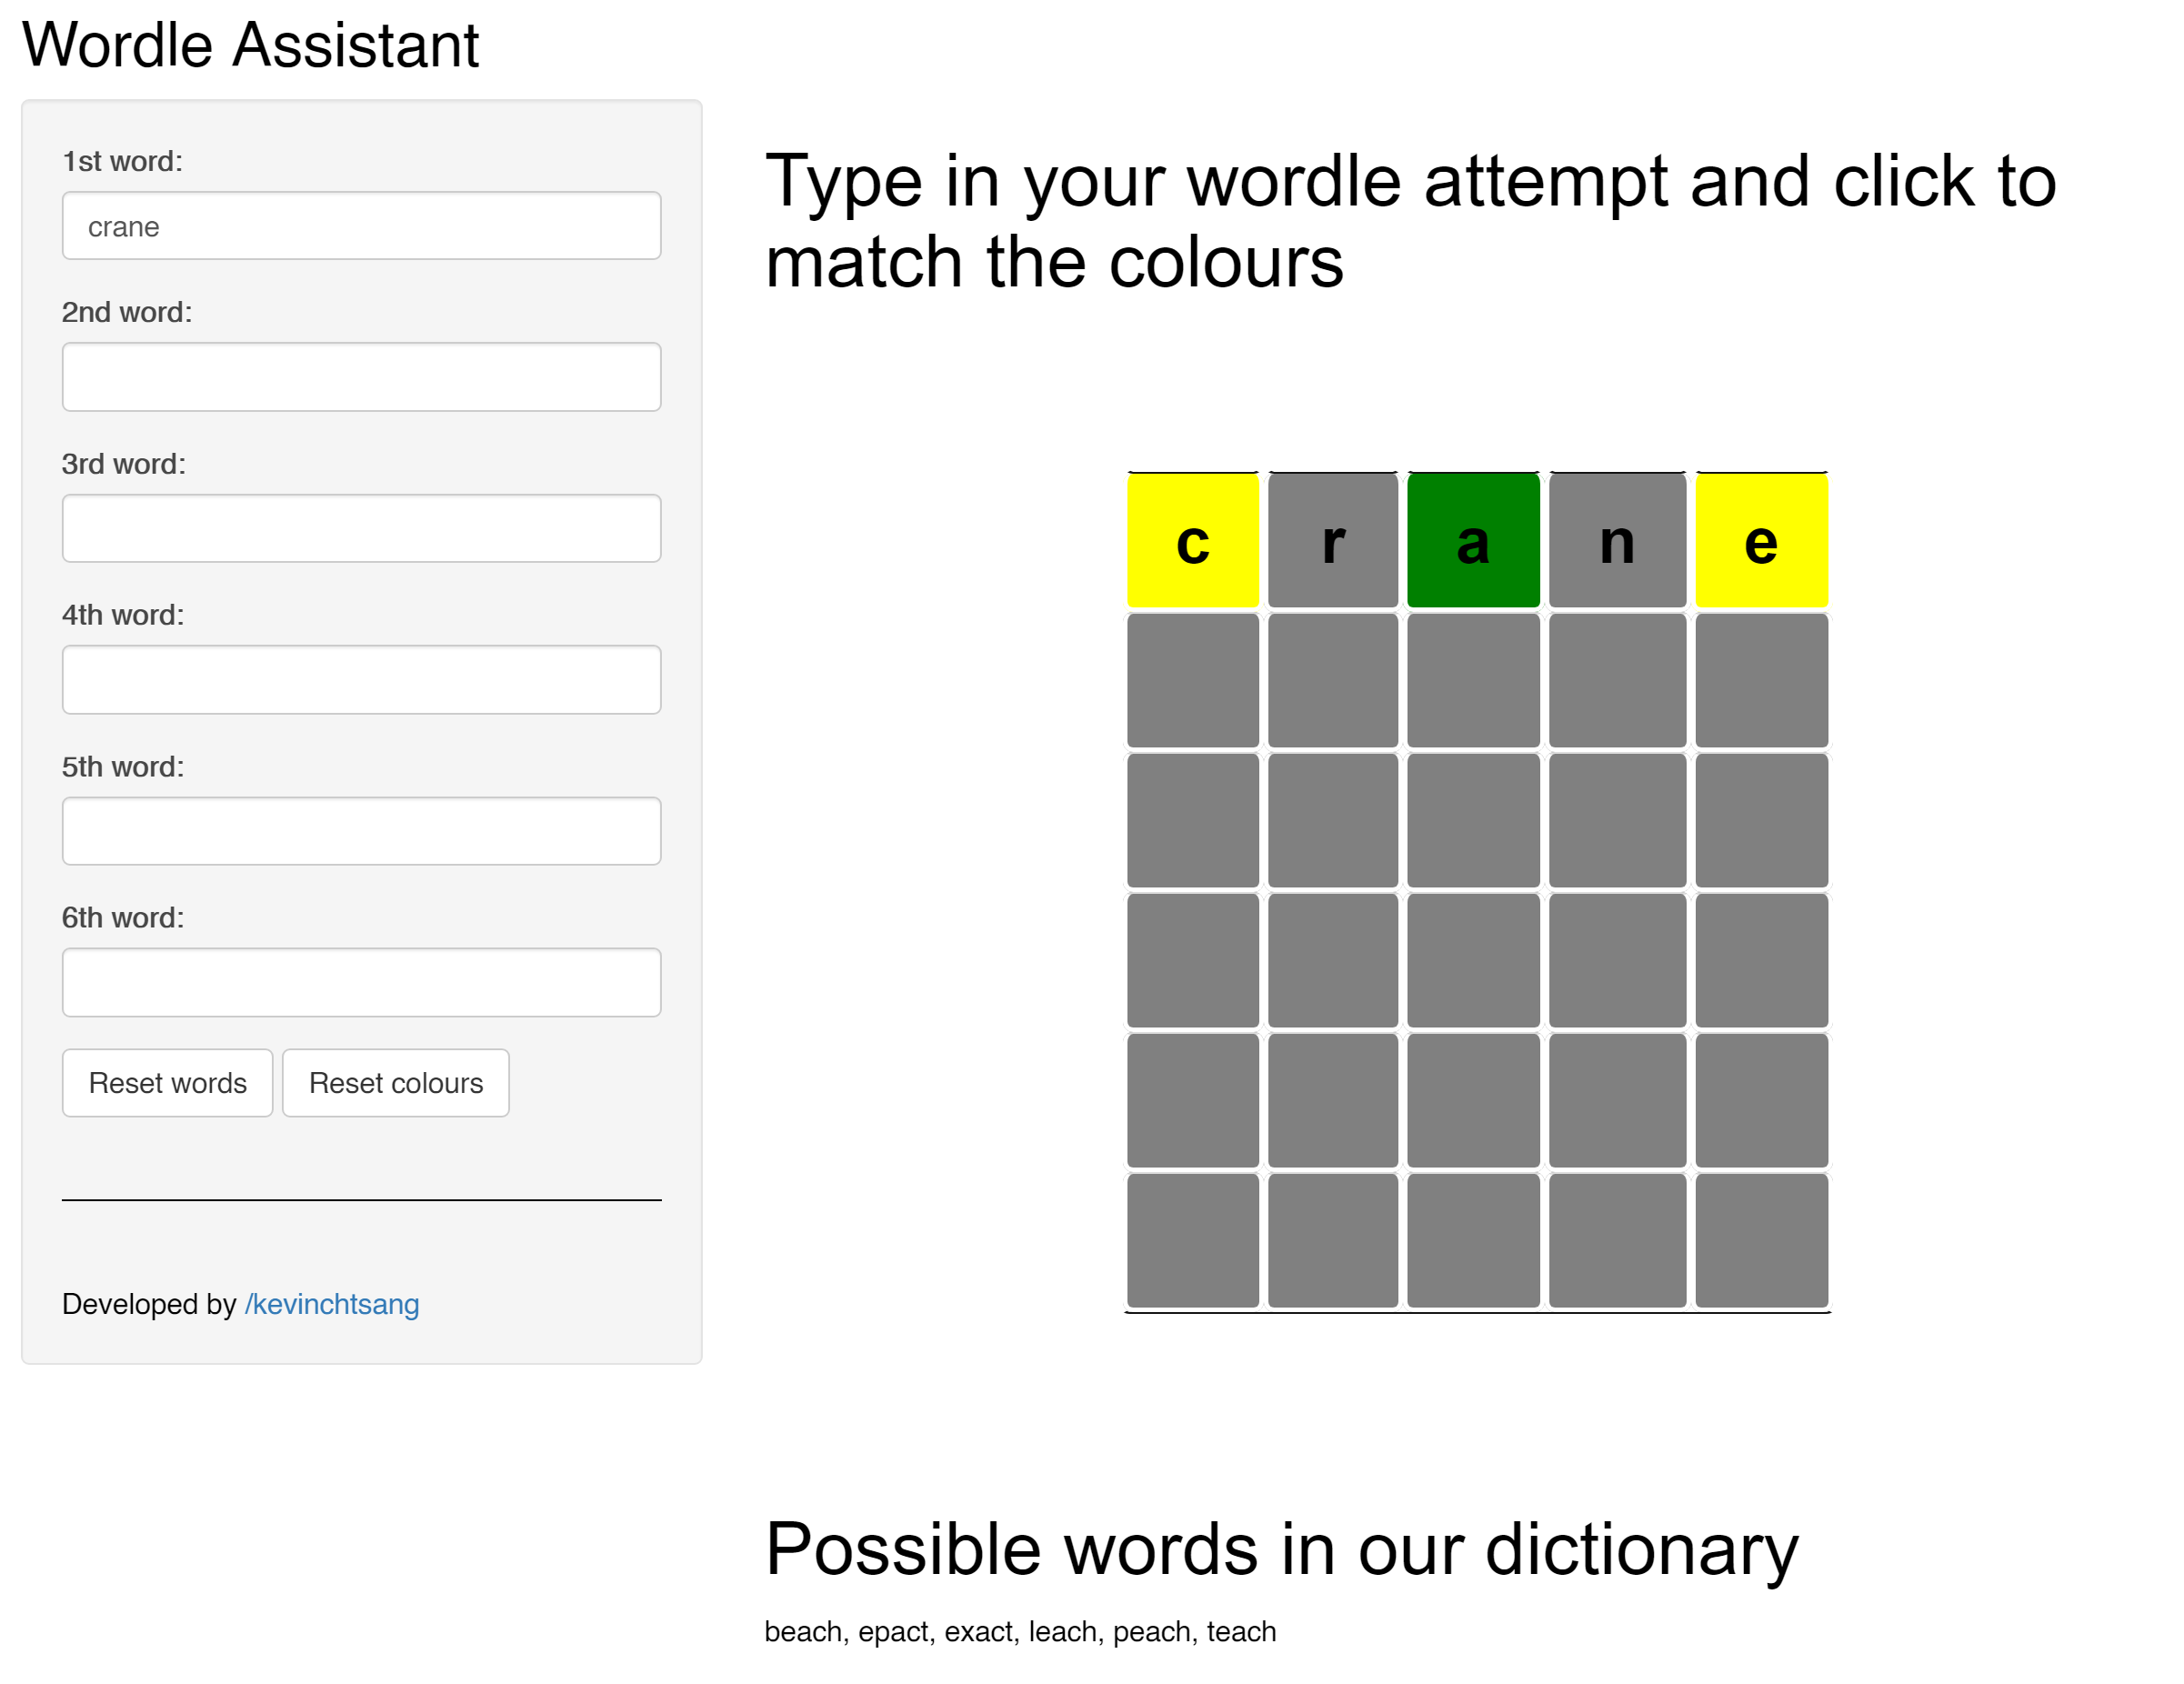 Wordle Assistant
1st word:
crane
2nd word:
3rd word:
4th word:
5th word:
6th word:
Reset words Reset colours
Developed by /kevinchtsang
Type in your wordle attempt and click to
match the colours
c r a n e
Possible words in our dictionary
beach, epact, exact, leach, peach, teach